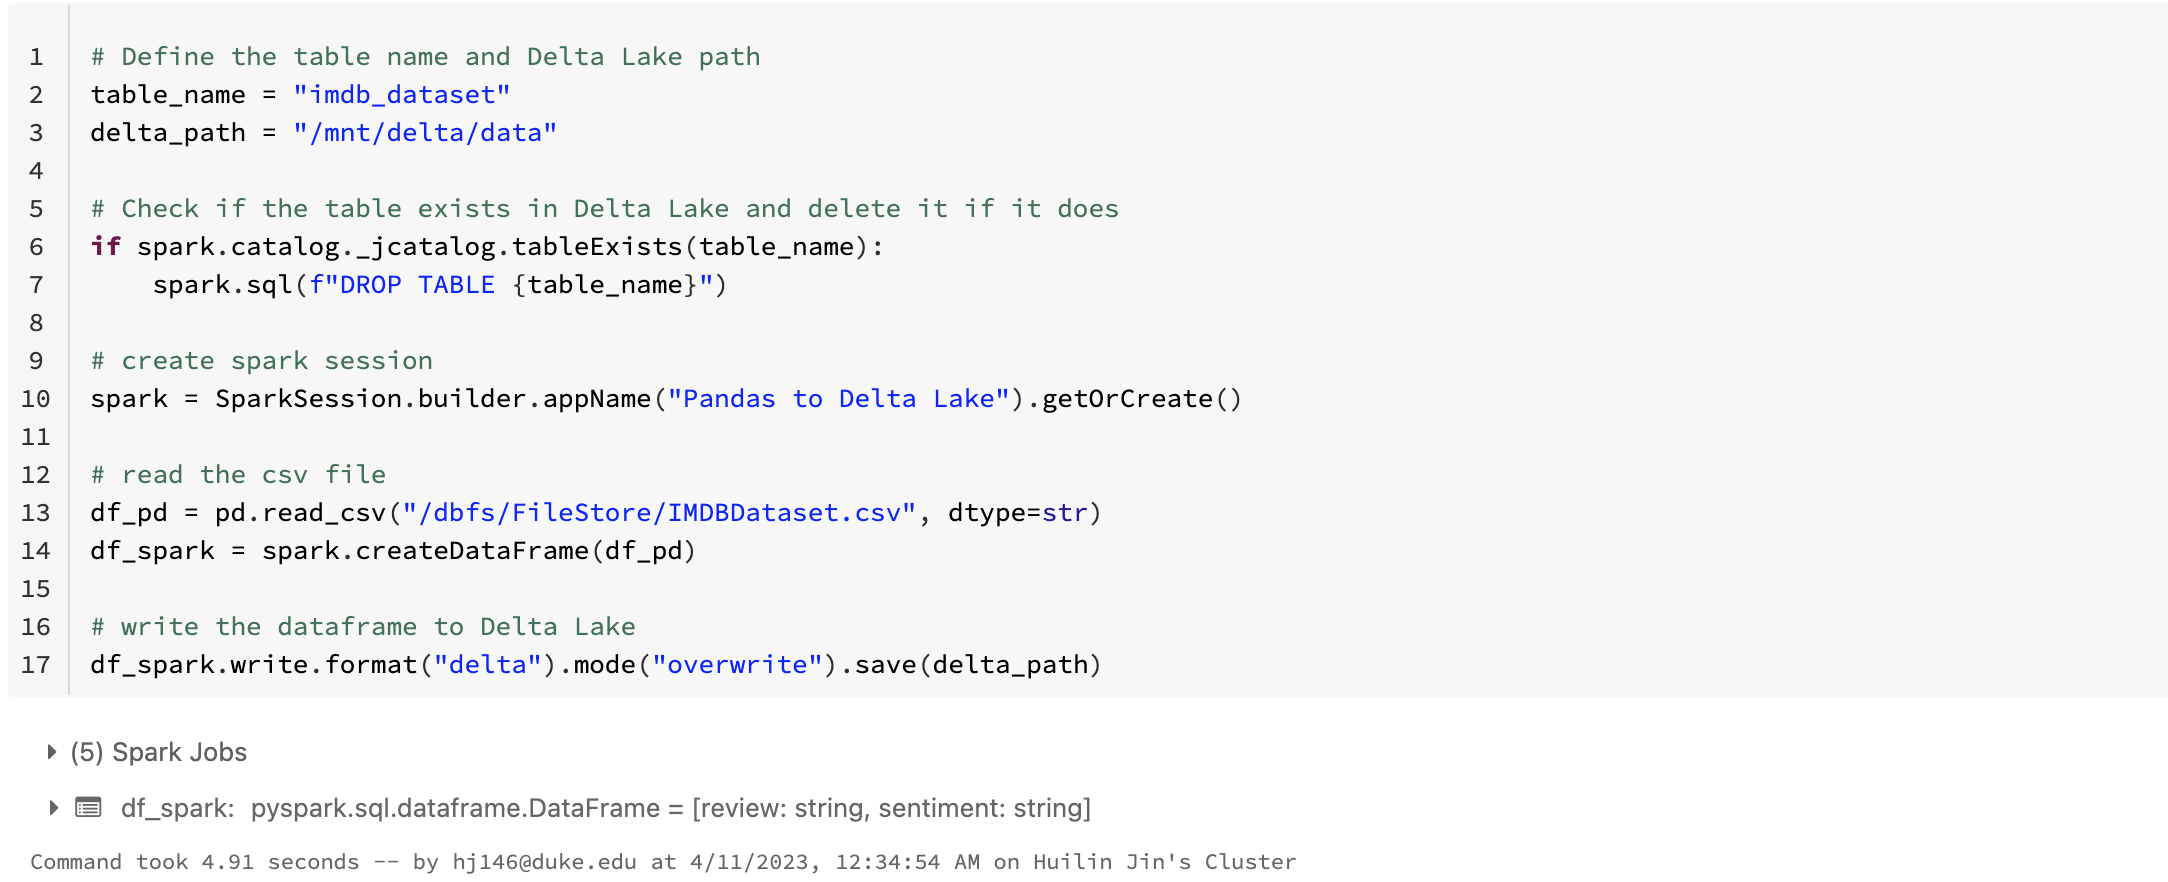 1 # Define the table name and Delta Lake path
2 table_name = "imdb_dataset"
3 delta_path = "/mnt/delta/data"
4
5 # Check if the table exists in Delta Lake and delete it if it does
6 if spark.catalog._jcatalog.tableExists(table_name):
7     spark.sql(f"DROP TABLE {table_name}")
8
9 # create spark session
10 spark = SparkSession.builder.appName("Pandas to Delta Lake").getOrCreate()
11
12 # read the csv file
13 df_pd = pd.read_csv("/dbfs/FileStore/IMDBDataset.csv", dtype=str)
14 df_spark = spark.createDataFrame(df_pd)
15
16 # write the dataframe to Delta Lake
17 df_spark.write.format("delta").mode("overwrite").save(delta_path)
(5) Spark Jobs
df_spark: pyspark.sql.dataframe.DataFrame = [review: string, sentiment: string]
Command took 4.91 seconds -- by hj146@duke.edu at 4/11/2023, 12:34:54 AM on Huilin Jin's Cluster